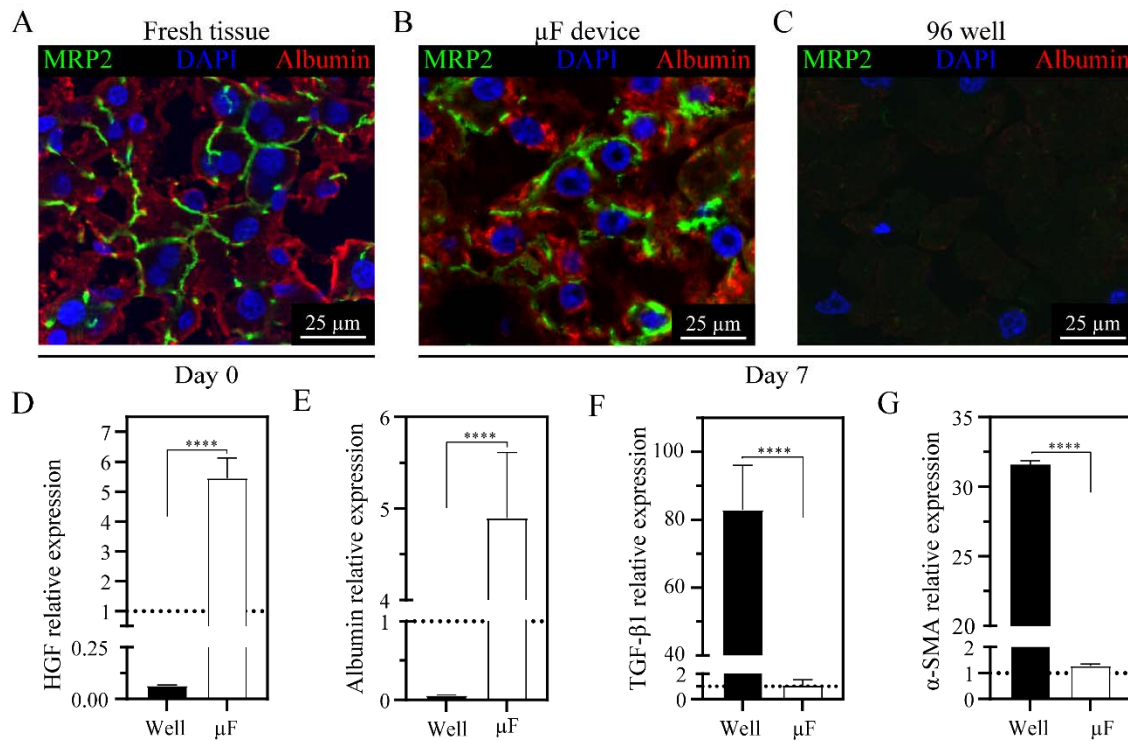 A Fresh tissue
MRP2 DAPI Albumin
25 µm
B µF device
MRP2 DAPI Albumin
25 µm
C 96 well
MRP2 DAPI Albumin
25 µm
Day 0
Day 7
D
HGF relative expression
7
6
5
4
3
2
1
0.25
0.00
****
Well µF
E
Albumin relative expression
6
5
4
1
0
****
Well µF
F
TGF-β1 relative expression
100
80
60
40
2
1
0
****
Well µF
G
α-SMA relative expression
35
30
25
20
2
1
0
****
Well µF